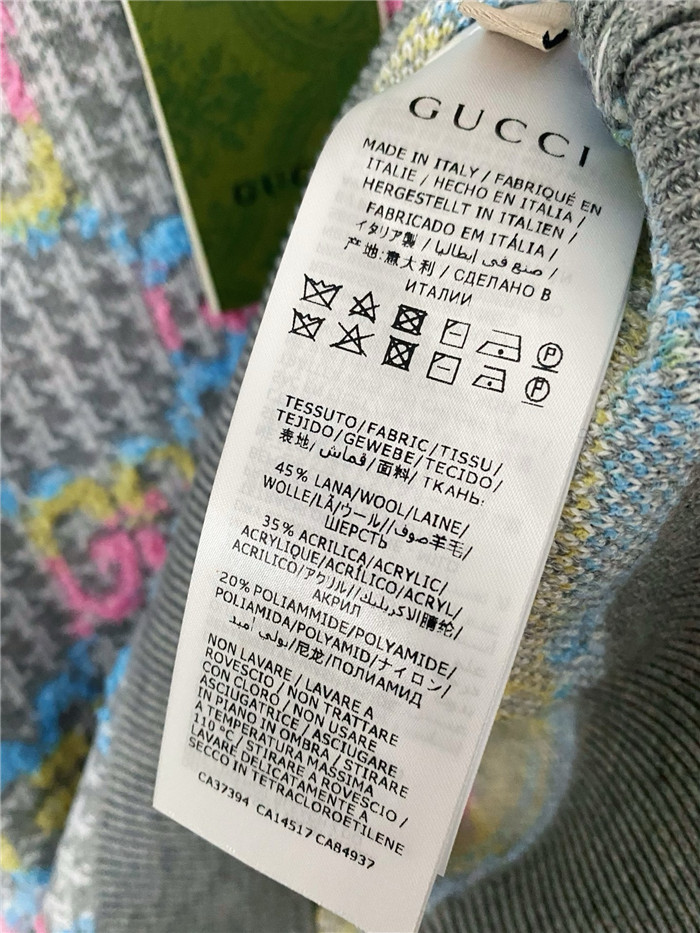 GUCCI
GUC
MADE IN ITALY / FABRIQUÉ EN
ITALIE / HECHO EN ITALIA /
HERGESTELLT IN ITALIEN /
FABRICADO EM ITÁLIA /
イタリア製 / صنع في ايطاليا /
产地:意大利 / СДЕЛАНО В
ИТАЛИИ
P
P
TESSUTO/FABRIC/TISSU/
TEJIDO/GEWEBE/TECIDO/
表地/قماش/面料/ТКАНЬ:
45% LANA/WOOL/LAINE/
WOLLE/LÃ/ウール/صوف/羊毛/
ШЕРСТЬ
35% ACRILICA/ACRYLIC/
ACRYLIQUE/ACRÍLICO/ACRYL/
ACRILICO/アクリル/الاكريليك/腈纶/
АКРИЛ
20% POLIAMMIDE/POLYAMIDE/
POLIAMIDA/POLYAMID/ナイロン/
بولي أميد/尼龙/ПОЛИАМИД
NON LAVARE / LAVARE A
ROVESCIO / NON TRATTARE
CON CLORO / NON USARE
ASCIUGATRICE / ASCIUGARE
IN PIANO IN OMBRA / STIRARE
A TEMPERATURA MASSIMA
110 °C / STIRARE A ROVESCIO /
LAVARE DELICATAMENTE A
SECCO IN TETRACLOROETILENE
CA37394 CA14517 CA84937